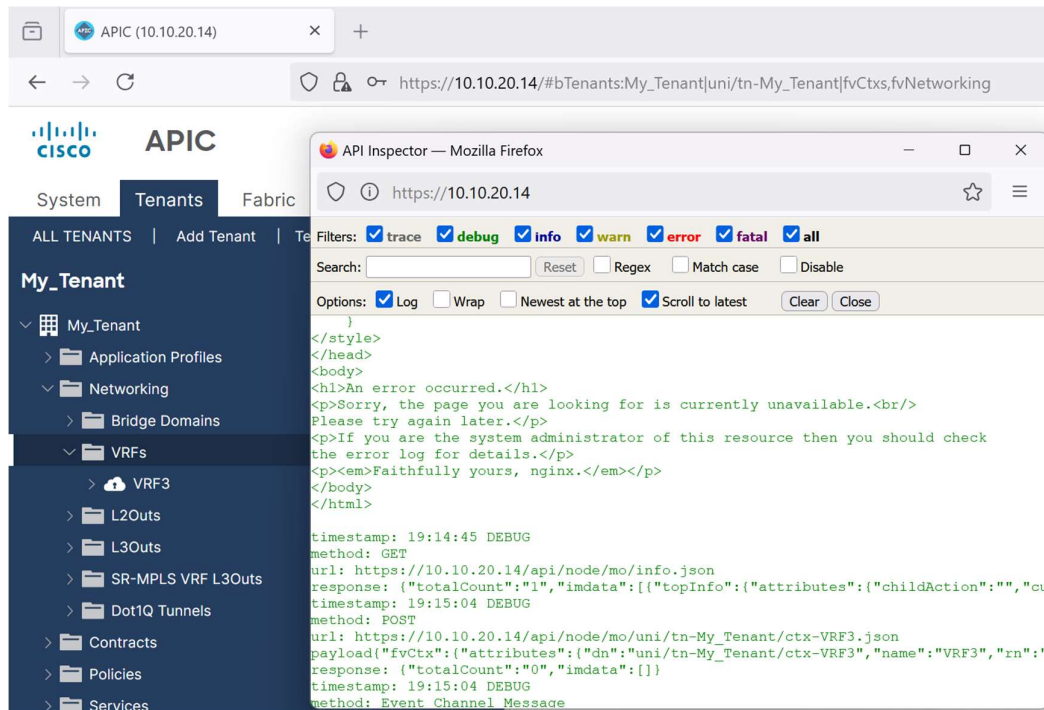 APIC (10.10.20.14)
https://10.10.20.14/#bTenants:My_Tenant|uni/tn-My_Tenant|fvCtxs,fvNetworking
CISCO
APIC
System Tenants Fabric
ALL TENANTS | Add Tenant | Te
My_Tenant
My_Tenant
Application Profiles
Networking
Bridge Domains
VRFs
VRF3
L2Outs
L3Outs
SR-MPLS VRF L3Outs
Dot1Q Tunnels
Contracts
Policies
Services
API Inspector — Mozilla Firefox
https://10.10.20.14
Filters: trace debug info warn error fatal all
Search: Reset Regex Match case Disable
Options: Log Wrap Newest at the top Scroll to latest Clear Close
}
</style>
</head>
<body>
<h1>An error occurred.</h1>
<p>Sorry, the page you are looking for is currently unavailable.<br/>
Please try again later.</p>
<p>If you are the system administrator of this resource then you should check
the error log for details.</p>
<p><em>Faithfully yours, nginx.</em></p>
</body>
</html>
timestamp: 19:14:45 DEBUG
method: GET
url: https://10.10.20.14/api/node/mo/info.json
response: {"totalCount":"1","imdata":[{"topInfo":{"attributes":{"childAction":"","cu
timestamp: 19:15:04 DEBUG
method: POST
url: https://10.10.20.14/api/node/mo/uni/tn-My_Tenant/ctx-VRF3.json
payload{"fvCtx":{"attributes":{"dn":"uni/tn-My_Tenant/ctx-VRF3","name":"VRF3","rn":"
response: {"totalCount":"0","imdata":[]}
timestamp: 19:15:04 DEBUG
method: Event Channel Message